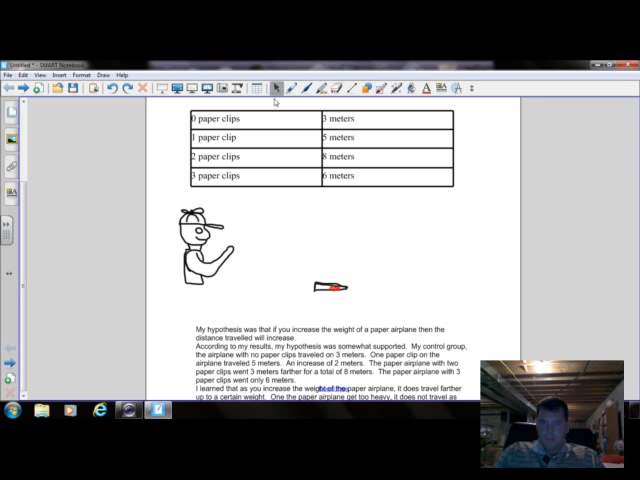 Untitled * - SMART Notebook
File Edit View Insert Format Tools Draw Help
0 paper clips 3 meters
1 paper clip 5 meters
2 paper clips 8 meters
3 paper clips 6 meters
My hypothesis was that if you increase the weight of a paper airplane then the
distance travelled will increase.
According to my results, my hypothesis was somewhat supported. My control group,
the airplane with no paper clips traveled on 3 meters. One paper clip on
the airplane traveled 5 meters. An increase of 2 meters. The paper airplane with two
paper clips went 3 meters farther for a total of 8 meters. The paper airplane with 3
paper clips went only 6 meters.
I learned that as you increase the weight of the paper airplane, it does travel farther
up to a certain weight. One the paper airplane get too heavy, it does not travel as